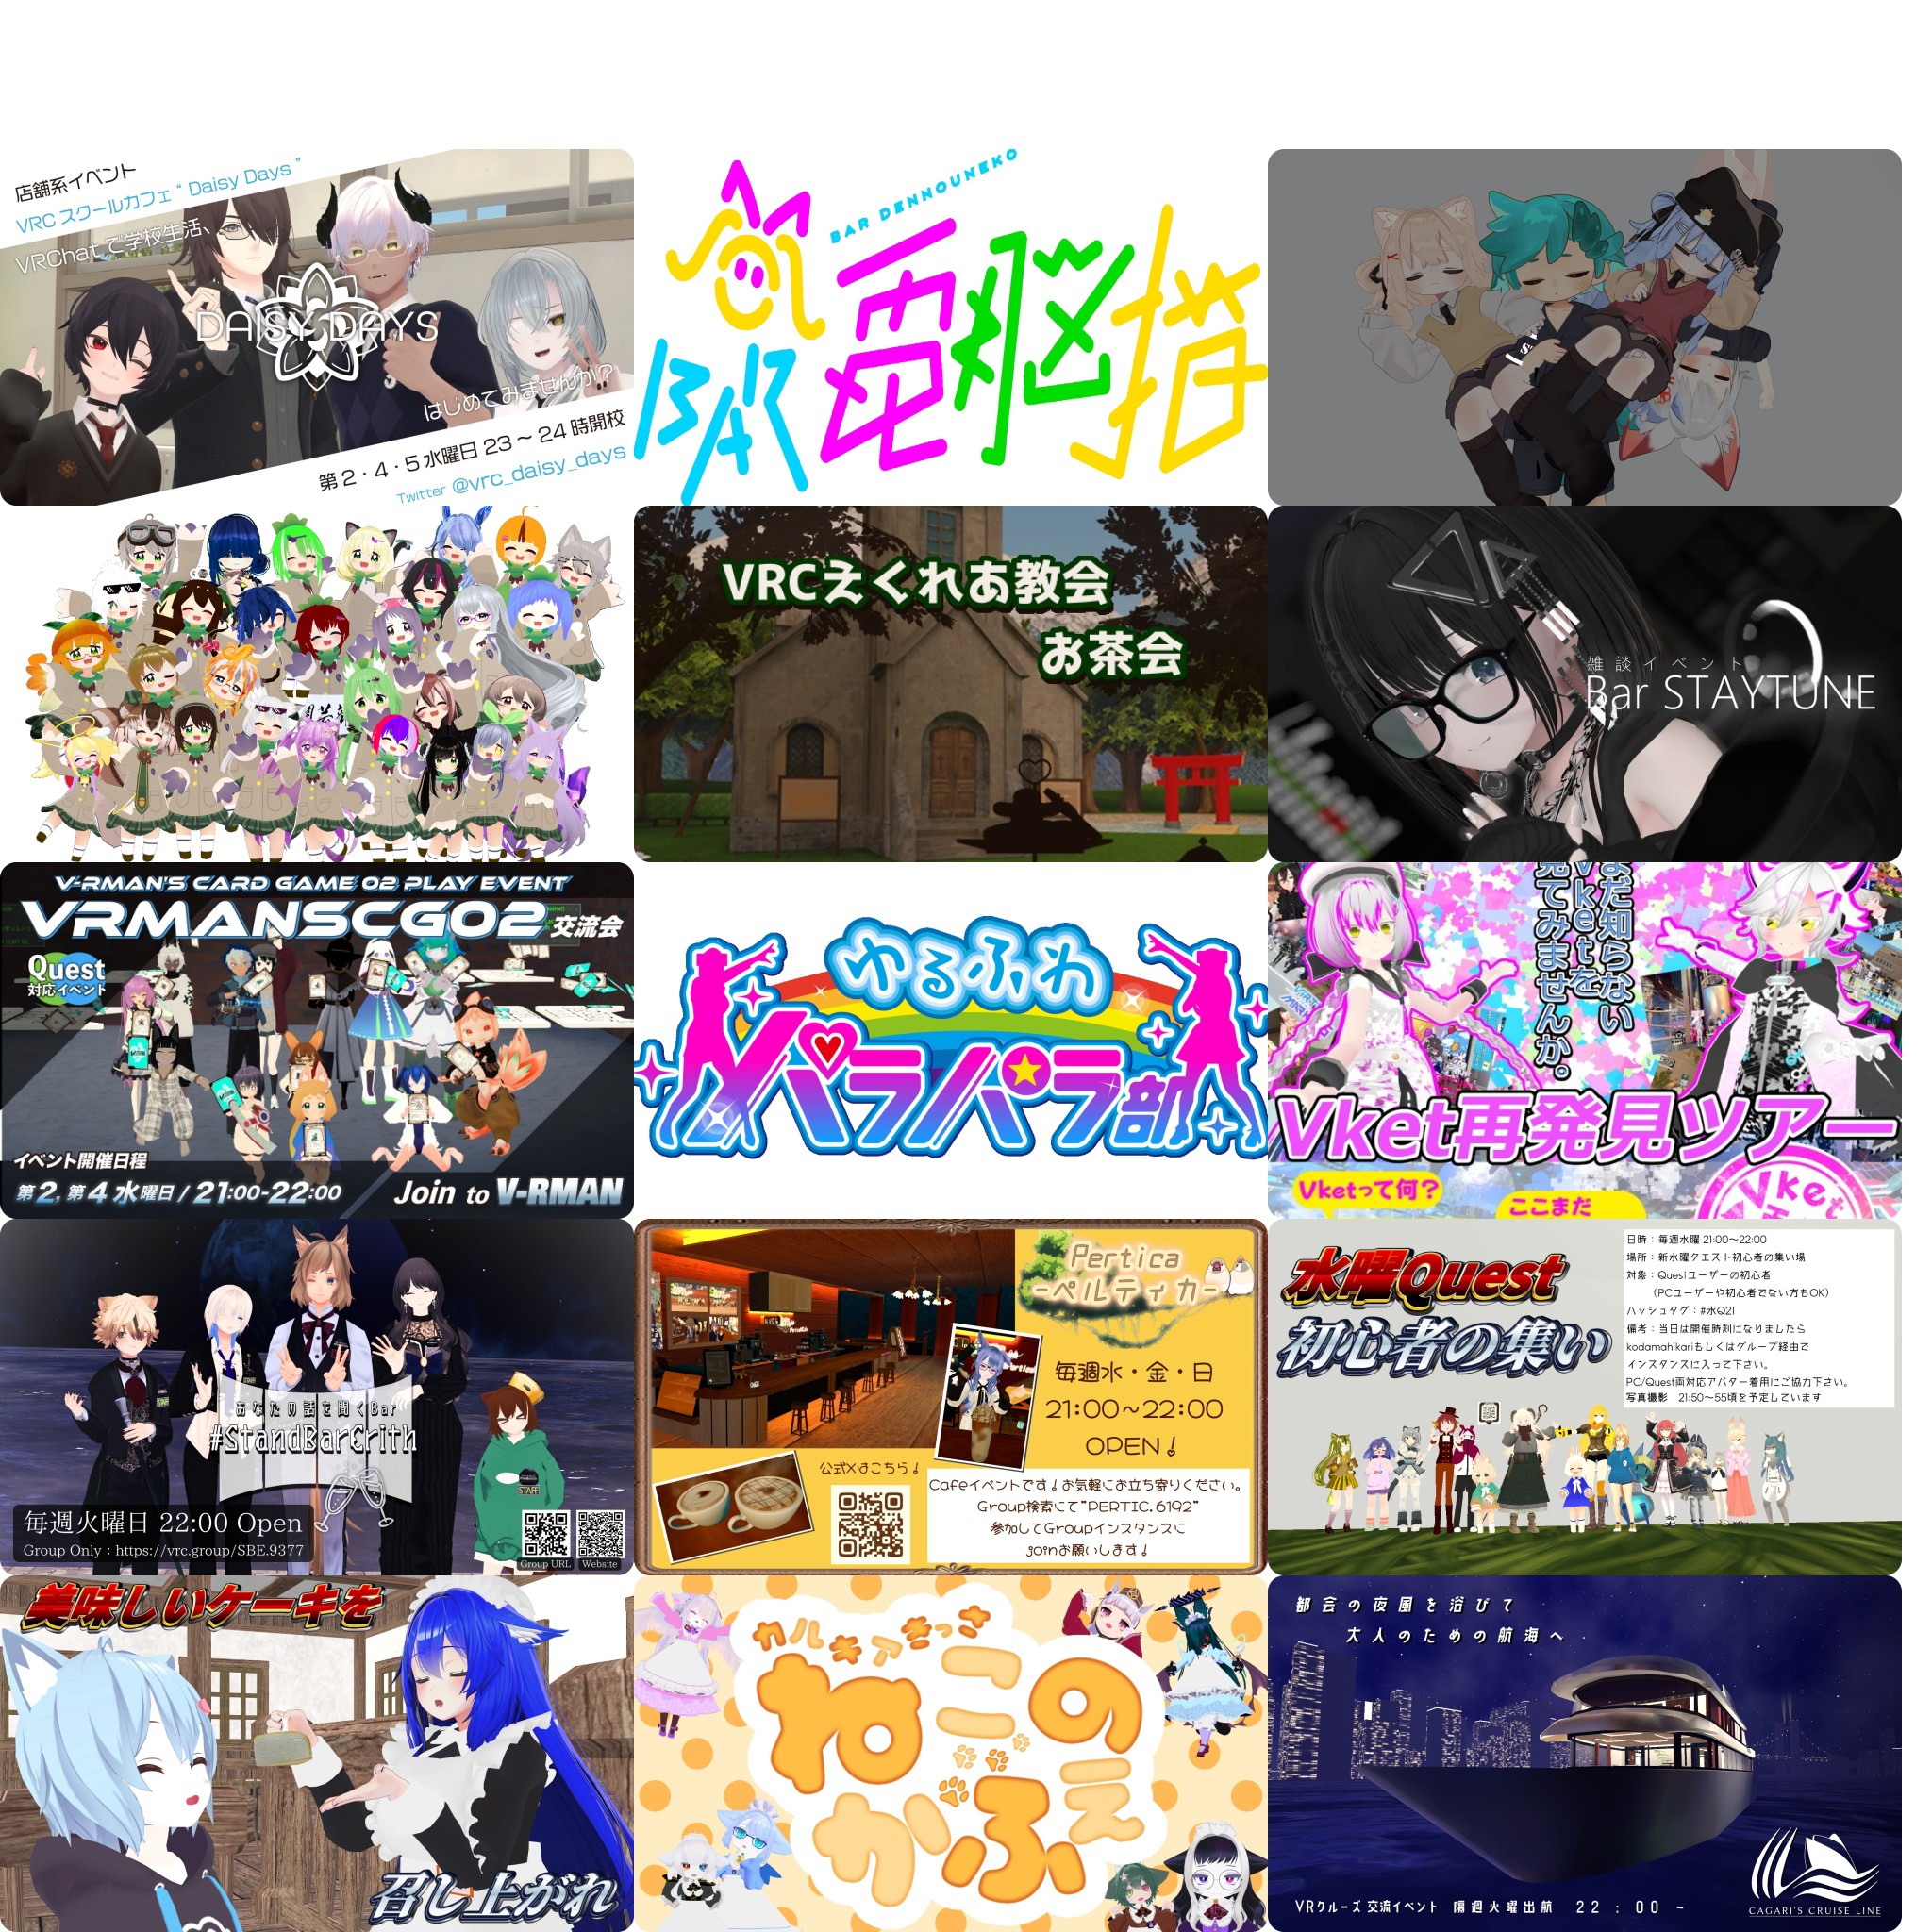 店舗系イベント
VRC スクールカフェ “ Daisy Days ”
VRChat で学校生活、
DAISY DAYS
はじめてみませんか?
第 2・4・5 水曜日 23 ~ 24 時開校
Twitter @vrc_daisy_days
BAR DENNOUNEKO
BAR 電脳猫
VRCえくれあ教会
お茶会
雑談イベント
Bar STAYTUNE
V-RMAN'S CARD GAME 02 PLAY EVENT
VRMANSCG02 交流会
Quest
対応イベント
イベント開催日程
第2, 第4 水曜日 / 21:00-22:00
Join to V-RMAN
ゆるふわ
パラパラ部
まだ知らない
Vketを
見てみませんか。
Vket再発見ツアー
Vketって何?
ここまだ
Vket
あなたの話を聞くBar
#StandBarCrith
毎週火曜日 22:00 Open
Group Only : https://vrc.group/SBE.9377
Group URL
Website
STAFF
Pertica
-ペルティカ-
毎週水・金・日
21:00~22:00
OPEN!
公式Xはこちら!
Cafeイベントです!お気軽にお立ち寄りください。
Group検索にて"PERTIC.6192"
参加してGroupインスタンスに
joinお願いします!
水曜Quest
初心者の集い
日時:毎週水曜 21:00~22:00
場所:新水曜クエスト初心者の集い場
対象:Questユーザーの初心者
(PCユーザーや初心者でない方もOK)
ハッシュタグ:#水Q21
備考:当日は開催時刻になりましたら
kodamahikariもしくはグループ経由で
インスタンスに入って下さい。
PC/Quest両対応アバター着用にご協力下さい。
写真撮影 21:50~55頃を予定しています
美味しいケーキを
召し上がれ
カルキアきっさ
ねこの
かふぇ
都会の夜風を浴びて
大人のための航海へ
VRクルーズ交流イベント 隔週火曜出航 22:00~
CAGARI'S CRUISE LINE